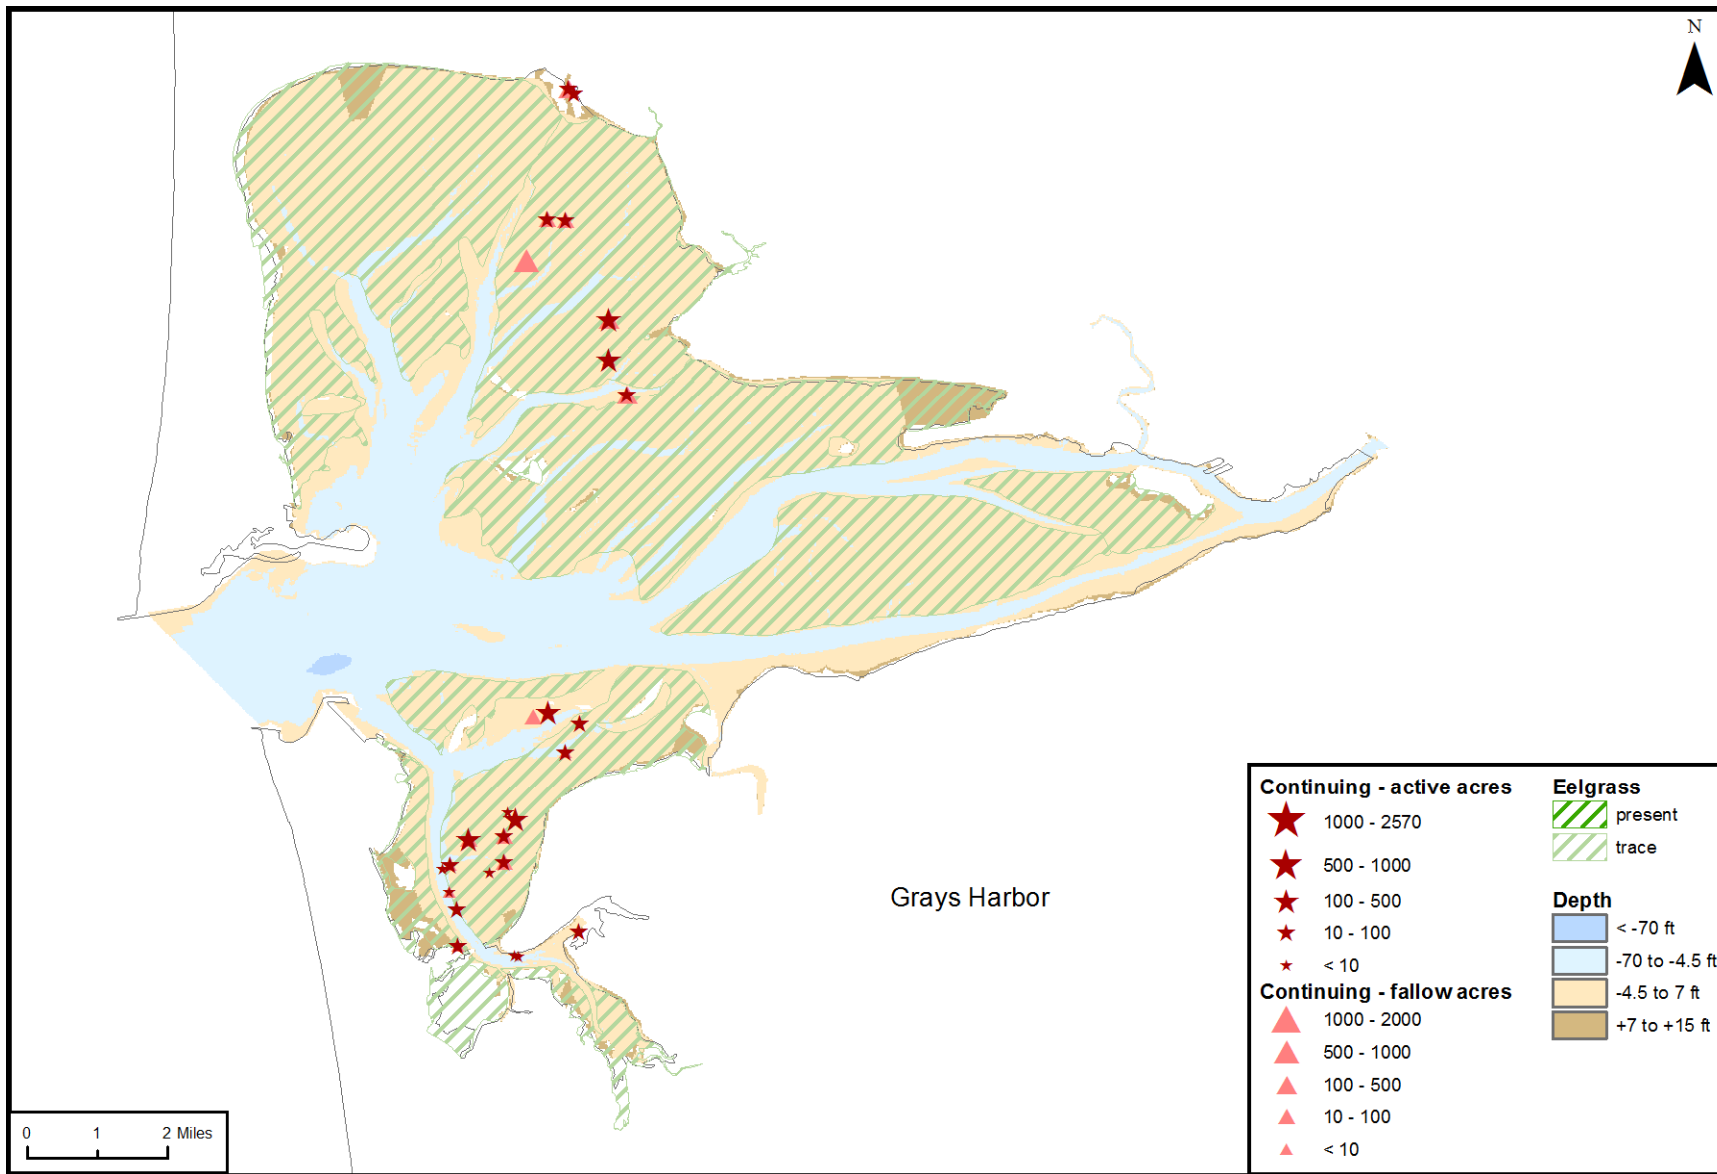 N
Grays Harbor
0 1 2 Miles
Continuing - active acres
1000 - 2570
500 - 1000
100 - 500
10 - 100
< 10
Continuing - fallow acres
1000 - 2000
500 - 1000
100 - 500
10 - 100
< 10
Eelgrass
present
trace
Depth
< -70 ft
-70 to -4.5 ft
-4.5 to 7 ft
+7 to +15 ft